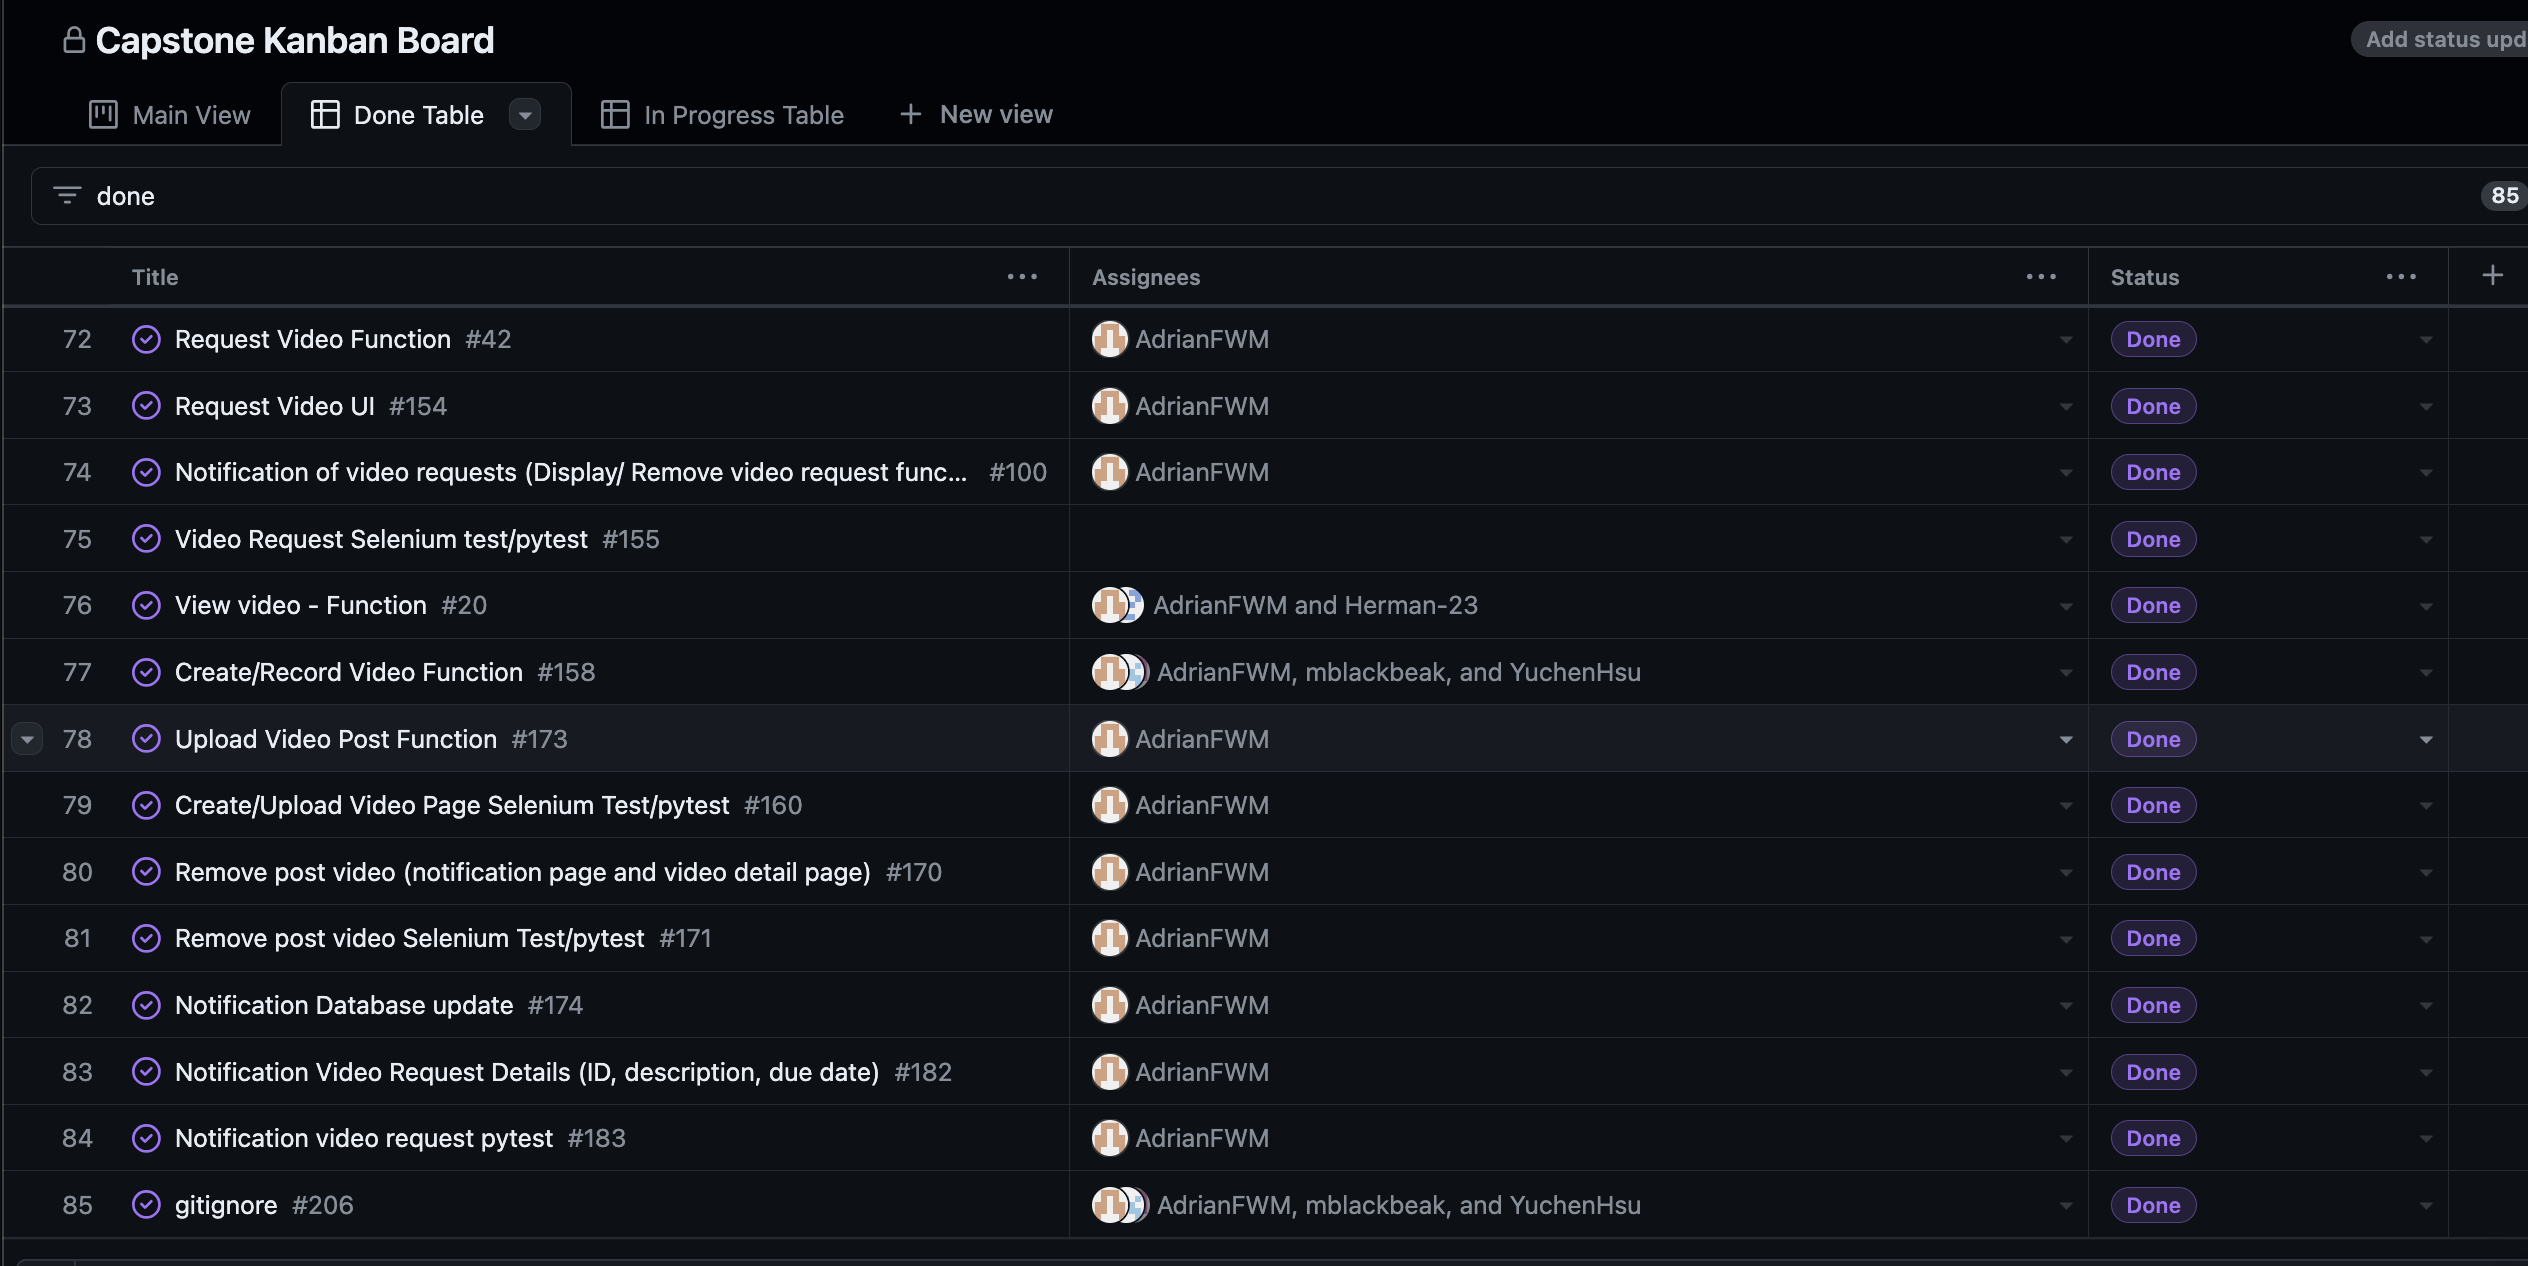 Capstone Kanban Board
Add status upd
Main View Done Table In Progress Table New view
done 85
Title Assignees Status
72 Request Video Function #42 AdrianFWM Done
73 Request Video UI #154 AdrianFWM Done
74 Notification of video requests (Display/ Remove video request func... #100 AdrianFWM Done
75 Video Request Selenium test/pytest #155 Done
76 View video - Function #20 AdrianFWM and Herman-23 Done
77 Create/Record Video Function #158 AdrianFWM, mblackbeak, and YuchenHsu Done
78 Upload Video Post Function #173 AdrianFWM Done
79 Create/Upload Video Page Selenium Test/pytest #160 AdrianFWM Done
80 Remove post video (notification page and video detail page) #170 AdrianFWM Done
81 Remove post video Selenium Test/pytest #171 AdrianFWM Done
82 Notification Database update #174 AdrianFWM Done
83 Notification Video Request Details (ID, description, due date) #182 AdrianFWM Done
84 Notification video request pytest #183 AdrianFWM Done
85 gitignore #206 AdrianFWM, mblackbeak, and YuchenHsu Done